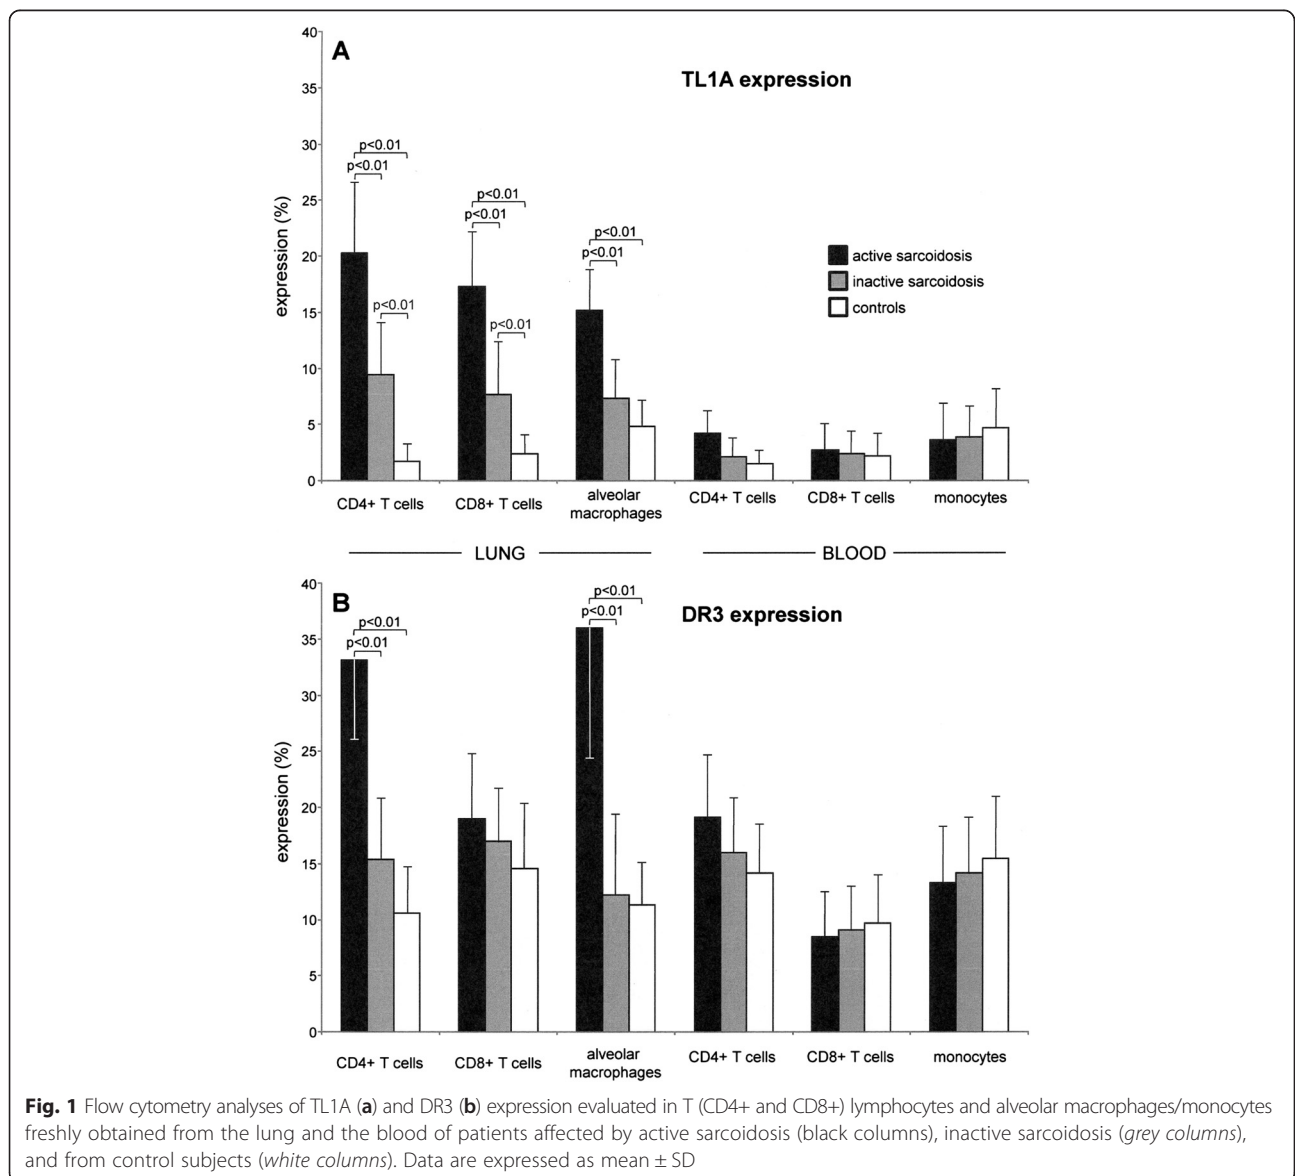 A
TL1A expression
40
35
30
25
20
15
10
5
0
expression (%)
p<0.01
p<0.01
p<0.01
p<0.01
p<0.01
p<0.01
p<0.01
p<0.01
active sarcoidosis
inactive sarcoidosis
controls
CD4+ T cells
CD8+ T cells
alveolar
macrophages
CD4+ T cells
CD8+ T cells
monocytes
LUNG
BLOOD
B
DR3 expression
40
35
30
25
20
15
10
5
0
expression (%)
p<0.01
p<0.01
p<0.01
p<0.01
CD4+ T cells
CD8+ T cells
alveolar
macrophages
CD4+ T cells
CD8+ T cells
monocytes
Fig. 1 Flow cytometry analyses of TL1A (a) and DR3 (b) expression evaluated in T (CD4+ and CD8+) lymphocytes and alveolar macrophages/monocytes
freshly obtained from the lung and the blood of patients affected by active sarcoidosis (black columns), inactive sarcoidosis (grey columns),
and from control subjects (white columns). Data are expressed as mean ± SD